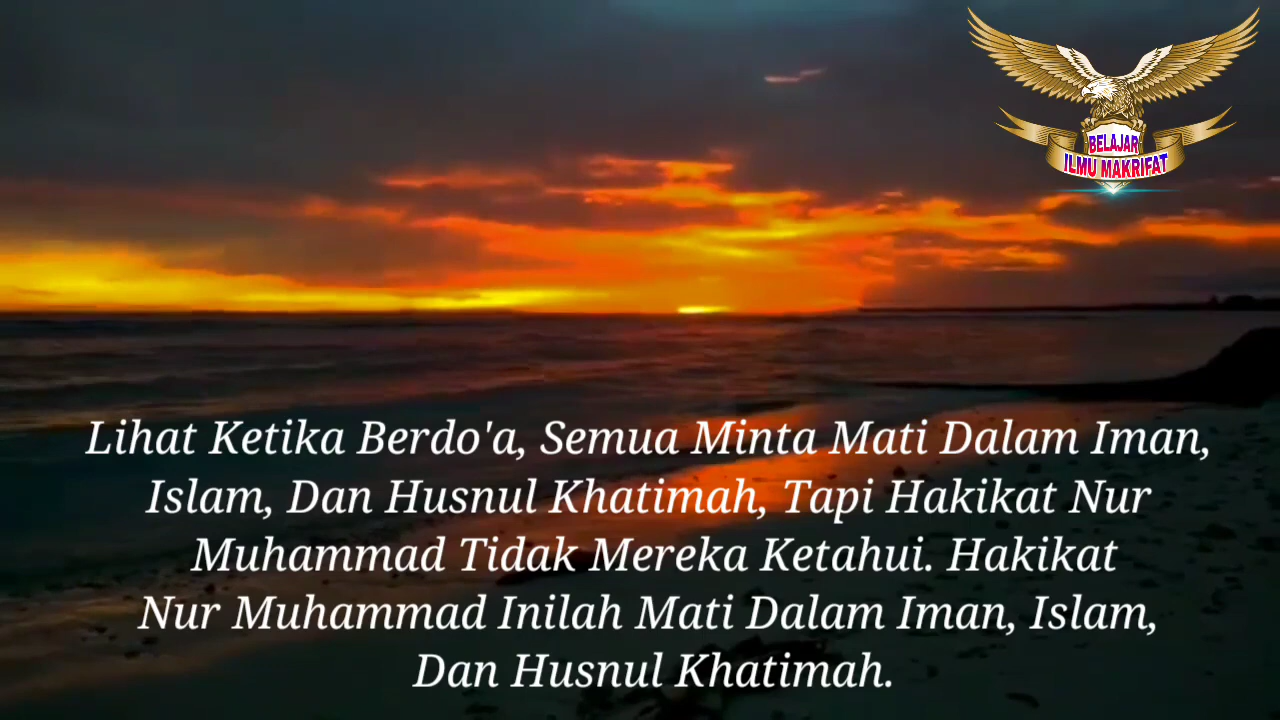 BELAJAR
ILMU MAKRIFAT
Lihat Ketika Berdo'a, Semua Minta Mati Dalam Iman,
Islam, Dan Husnul Khatimah, Tapi Hakikat Nur
Muhammad Tidak Mereka Ketahui. Hakikat
Nur Muhammad Inilah Mati Dalam Iman, Islam,
Dan Husnul Khatimah.